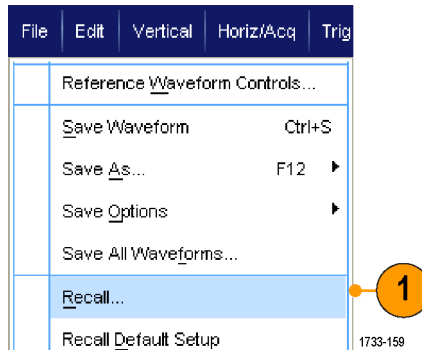 File Edit Vertical Horiz/Acq Trig
Reference Waveform Controls...
Save Waveform Ctrl+S
Save As... F12
Save Options
Save All Waveforms...
Recall...
1
Recall Default Setup
1733-159